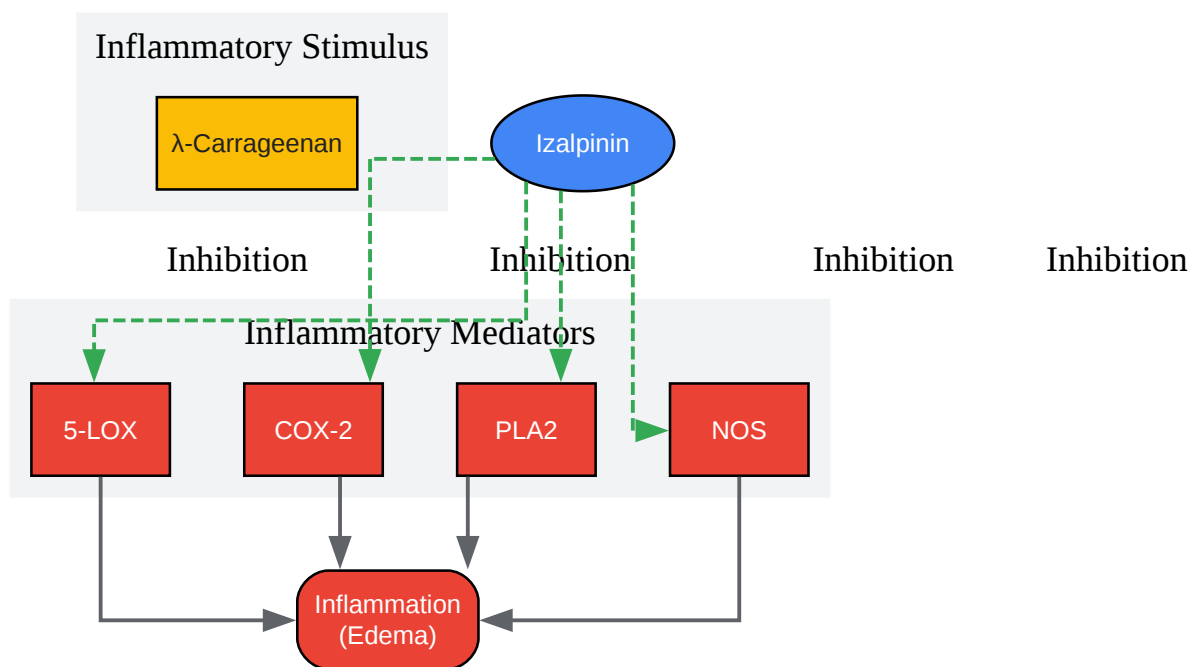 Inflammatory Stimulus
λ-Carrageenan
Izalpinin
Inhibition
Inhibition
Inhibition
Inhibition
Inflammatory Mediators
5-LOX
COX-2
PLA2
NOS
Inflammation
(Edema)